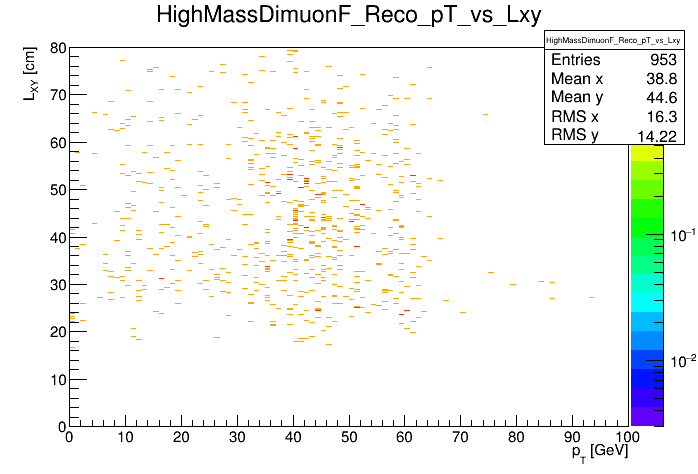 HighMassDimuonF_Reco_pT_vs_Lxy
HighMassDimuonF_Reco_pT_vs_Lxy
Entries 953
Mean x 38.8
Mean y 44.6
RMS x 16.3
RMS y 14.22
L_XY [cm]
80
70
60
50
40
30
20
10
0
0 10 20 30 40 50 60 70 80 90 100
p_T [GeV]
10⁻¹
10⁻²